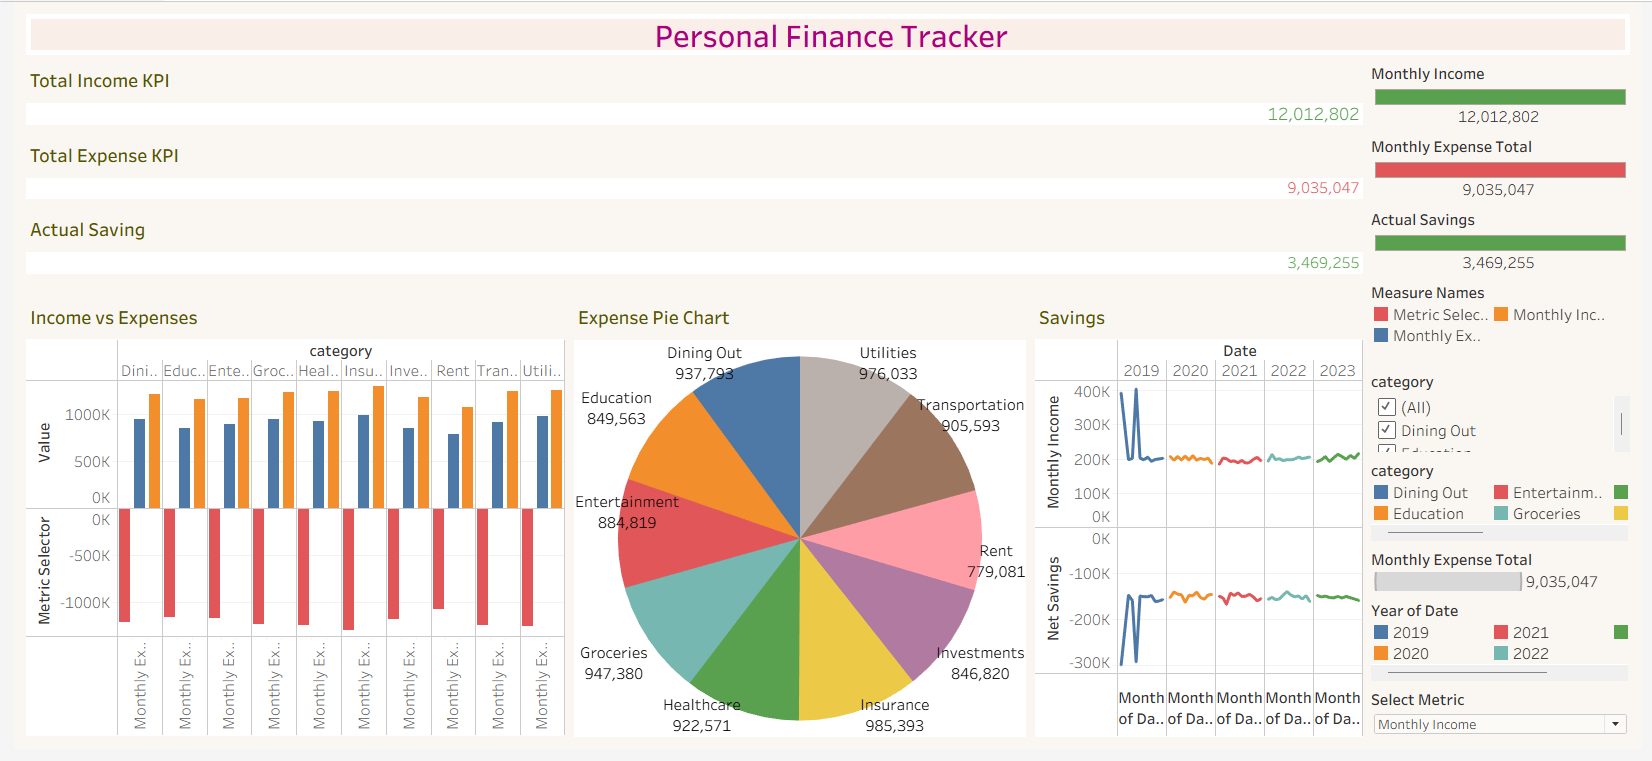 Personal Finance Tracker
Total Income KPI
12,012,802
Total Expense KPI
9,035,047
Actual Saving
3,469,255
Income vs Expenses
category
Dini.. Educ.. Ente.. Groc.. Heal.. Insu.. Inve.. Rent Tran.. Utili..
Value
1000K
500K
0K
Metric Selector
0K
-500K
-1000K
Monthly Ex.. Monthly Ex.. Monthly Ex.. Monthly Ex.. Monthly Ex.. Monthly Ex.. Monthly Ex.. Monthly Ex.. Monthly Ex.. Monthly Ex..
Expense Pie Chart
Dining Out
937,793
Utilities
976,033
Education
849,563
Transportation
905,593
Entertainment
884,819
Rent
779,081
Groceries
947,380
Investments
846,820
Healthcare
922,571
Insurance
985,393
Savings
Date
2019 2020 2021 2022 2023
Monthly Income
400K
300K
200K
100K
0K
Net Savings
0K
-100K
-200K
-300K
Month Month Month Month Month
of Da.. of Da.. of Da.. of Da.. of Da..
Monthly Income
12,012,802
Monthly Expense Total
9,035,047
Actual Savings
3,469,255
Measure Names
Metric Selec.. Monthly Inc..
Monthly Ex..
category
(All)
Dining Out
category
Dining Out Entertainm..
Education Groceries
Monthly Expense Total
9,035,047
Year of Date
2019 2021
2020 2022
Select Metric
Monthly Income